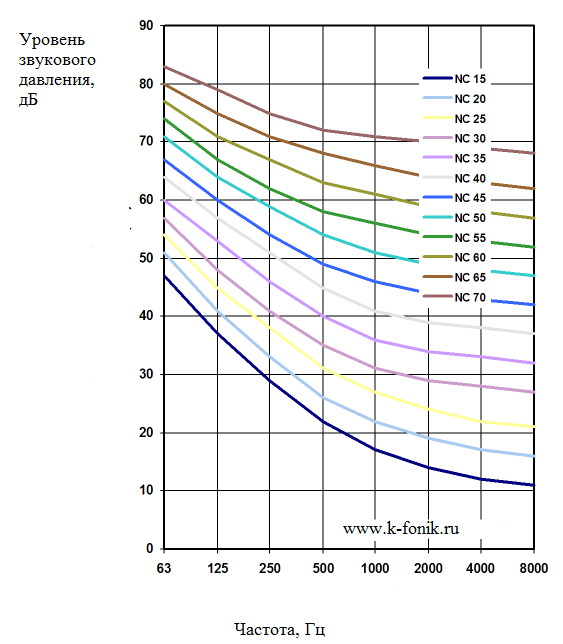 Уровень
звукового
давления,
дБ
90
80
70
60
50
40
30
20
10
0
NC 15
NC 20
NC 25
NC 30
NC 35
NC 40
NC 45
NC 50
NC 55
NC 60
NC 65
NC 70
www.k-fonik.ru
63 125 250 500 1000 2000 4000 8000
Частота, Гц